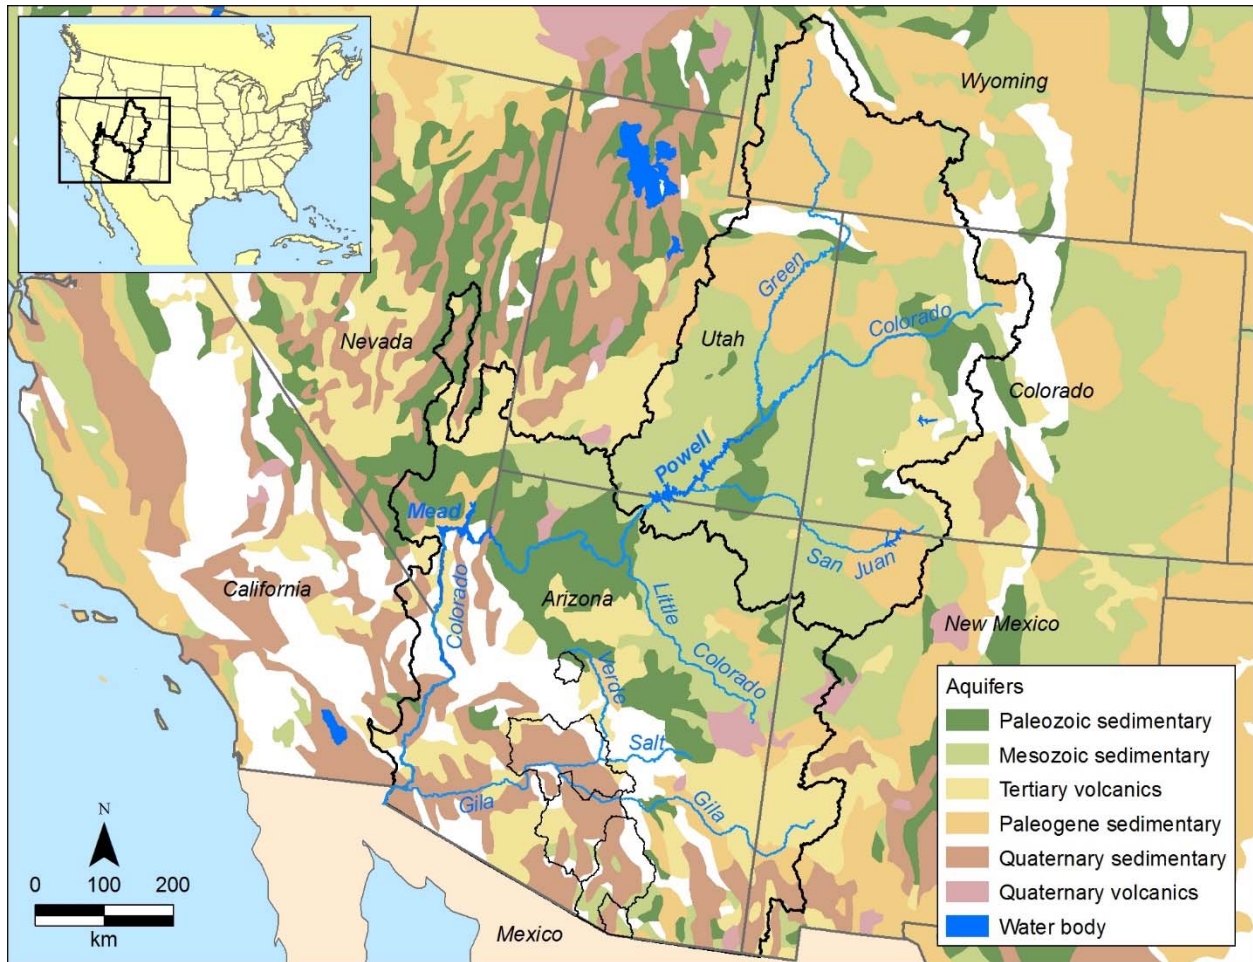 Wyoming
Green
Colorado
Utah
Nevada
Colorado
Powell
Mead
San Juan
California
Colorado
Arizona
Little
Colorado
New Mexico
Verde
Salt
Gila
Gila
Mexico
N
0 100 200
km
Aquifers
Paleozoic sedimentary
Mesozoic sedimentary
Tertiary volcanics
Paleogene sedimentary
Quaternary sedimentary
Quaternary volcanics
Water body